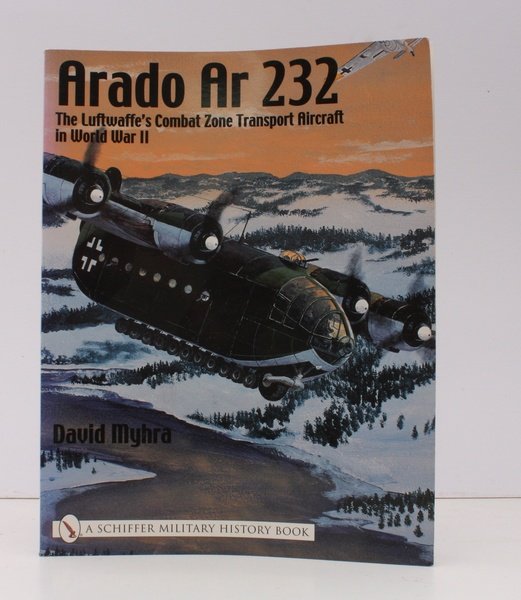 Arado Ar 232
The Luftwaffe's Combat Zone Transport Aircraft
in World War II
David Myhra
A SCHIFFER MILITARY HISTORY BOOK